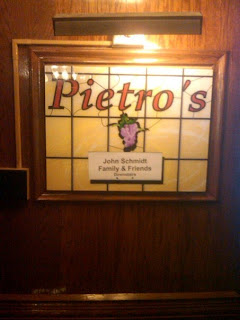 Pietro's
John Schmidt
Family & Friends